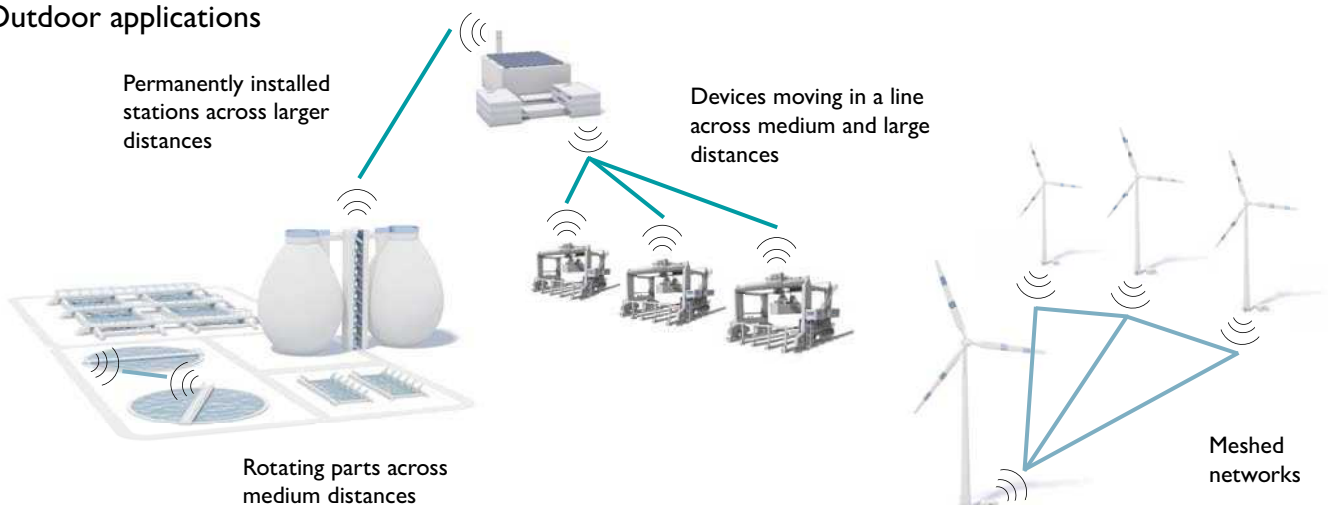 Outdoor applications
Permanently installed
stations across larger
distances
Devices moving in a line
across medium and large
distances
Rotating parts across
medium distances
Meshed
networks